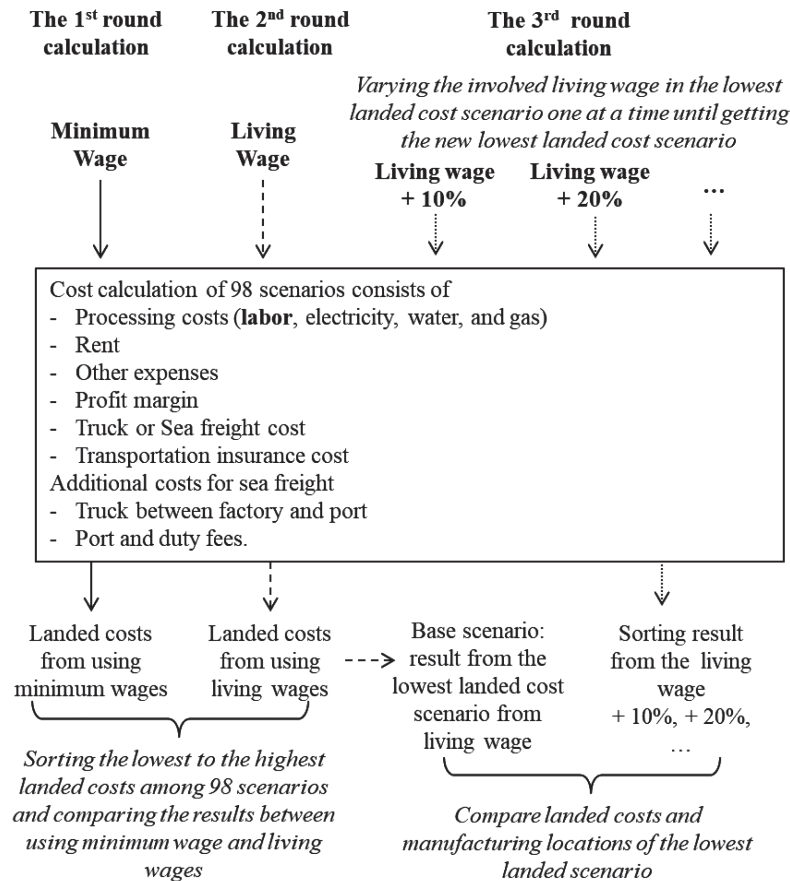 The 1st round
calculation
The 2nd round
calculation
The 3rd round
calculation
Varying the involved living wage in the lowest
landed cost scenario one at a time until getting
the new lowest landed cost scenario
Minimum
Wage
Living
Wage
Living wage
+ 10%
Living wage
+ 20%
...
Cost calculation of 98 scenarios consists of
- Processing costs (labor, electricity, water, and gas)
- Rent
- Other expenses
- Profit margin
- Truck or Sea freight cost
- Transportation insurance cost
Additional costs for sea freight
- Truck between factory and port
- Port and duty fees.
Landed costs
from using
minimum wages
Landed costs
from using
living wages
Base scenario:
result from the
lowest landed cost
scenario from
living wage
Sorting result
from the living
wage
+ 10%, + 20%,
...
Sorting the lowest to the highest
landed costs among 98 scenarios
and comparing the results between
using minimum wage and living
wages
Compare landed costs and
manufacturing locations of the lowest
landed scenario